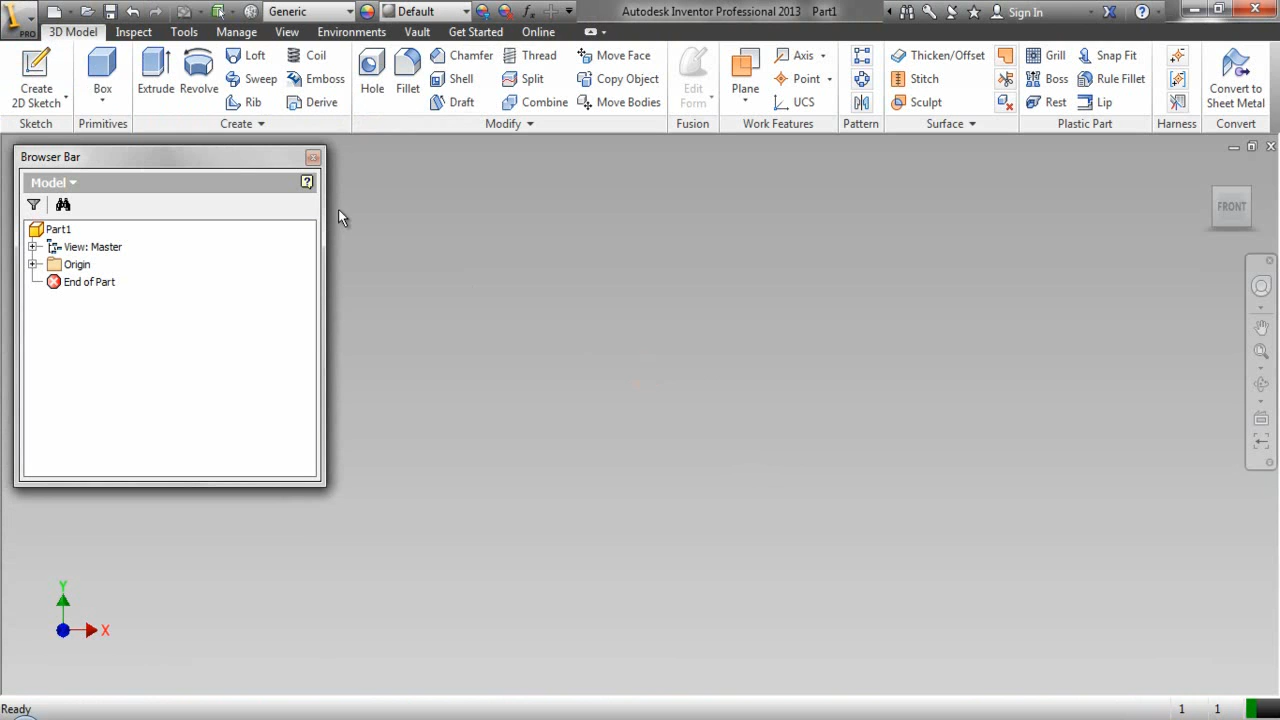 PRO
Generic
Default
fx
Autodesk Inventor Professional 2013 Part1
Sign In
3D Model Inspect Tools Manage View Environments Vault Get Started Online
Create
2D Sketch
Sketch
Box
Primitives
Extrude
Revolve
Loft
Sweep
Rib
Coil
Emboss
Derive
Create
Hole
Fillet
Chamfer
Shell
Draft
Thread
Split
Combine
Move Face
Copy Object
Move Bodies
Modify
Edit
Form
Fusion
Plane
Axis
Point
UCS
Work Features
Pattern
Thicken/Offset
Stitch
Sculpt
Surface
Grill
Boss
Rest
Snap Fit
Rule Fillet
Lip
Plastic Part
Harness
Convert to
Sheet Metal
Convert
Browser Bar
Model
Part1
View: Master
Origin
End of Part
FRONT
Y
X
Ready
1 1